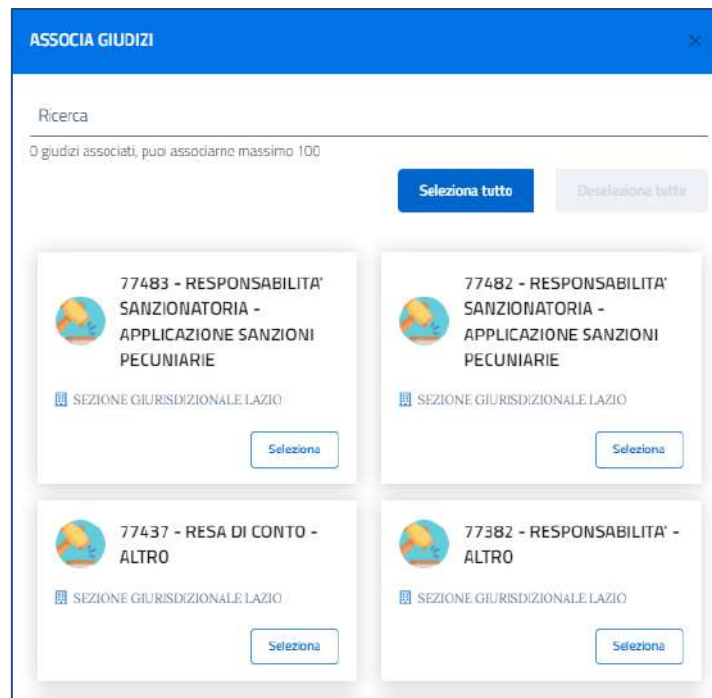 ASSOCIA GIUDIZI
Ricerca
0 giudizi associati, puoi associarne massimo 100
Seleziona tutto
Deseleziona tutto
77483 - RESPONSABILITA'
SANZIONATORIA -
APPLICAZIONE SANZIONI
PECUNIARIE
SEZIONE GIURISDIZIONALE LAZIO
Seleziona
77482 - RESPONSABILITA'
SANZIONATORIA -
APPLICAZIONE SANZIONI
PECUNIARIE
SEZIONE GIURISDIZIONALE LAZIO
Seleziona
77437 - RESA DI CONTO -
ALTRO
SEZIONE GIURISDIZIONALE LAZIO
Seleziona
77382 - RESPONSABILITA' -
ALTRO
SEZIONE GIURISDIZIONALE LAZIO
Seleziona